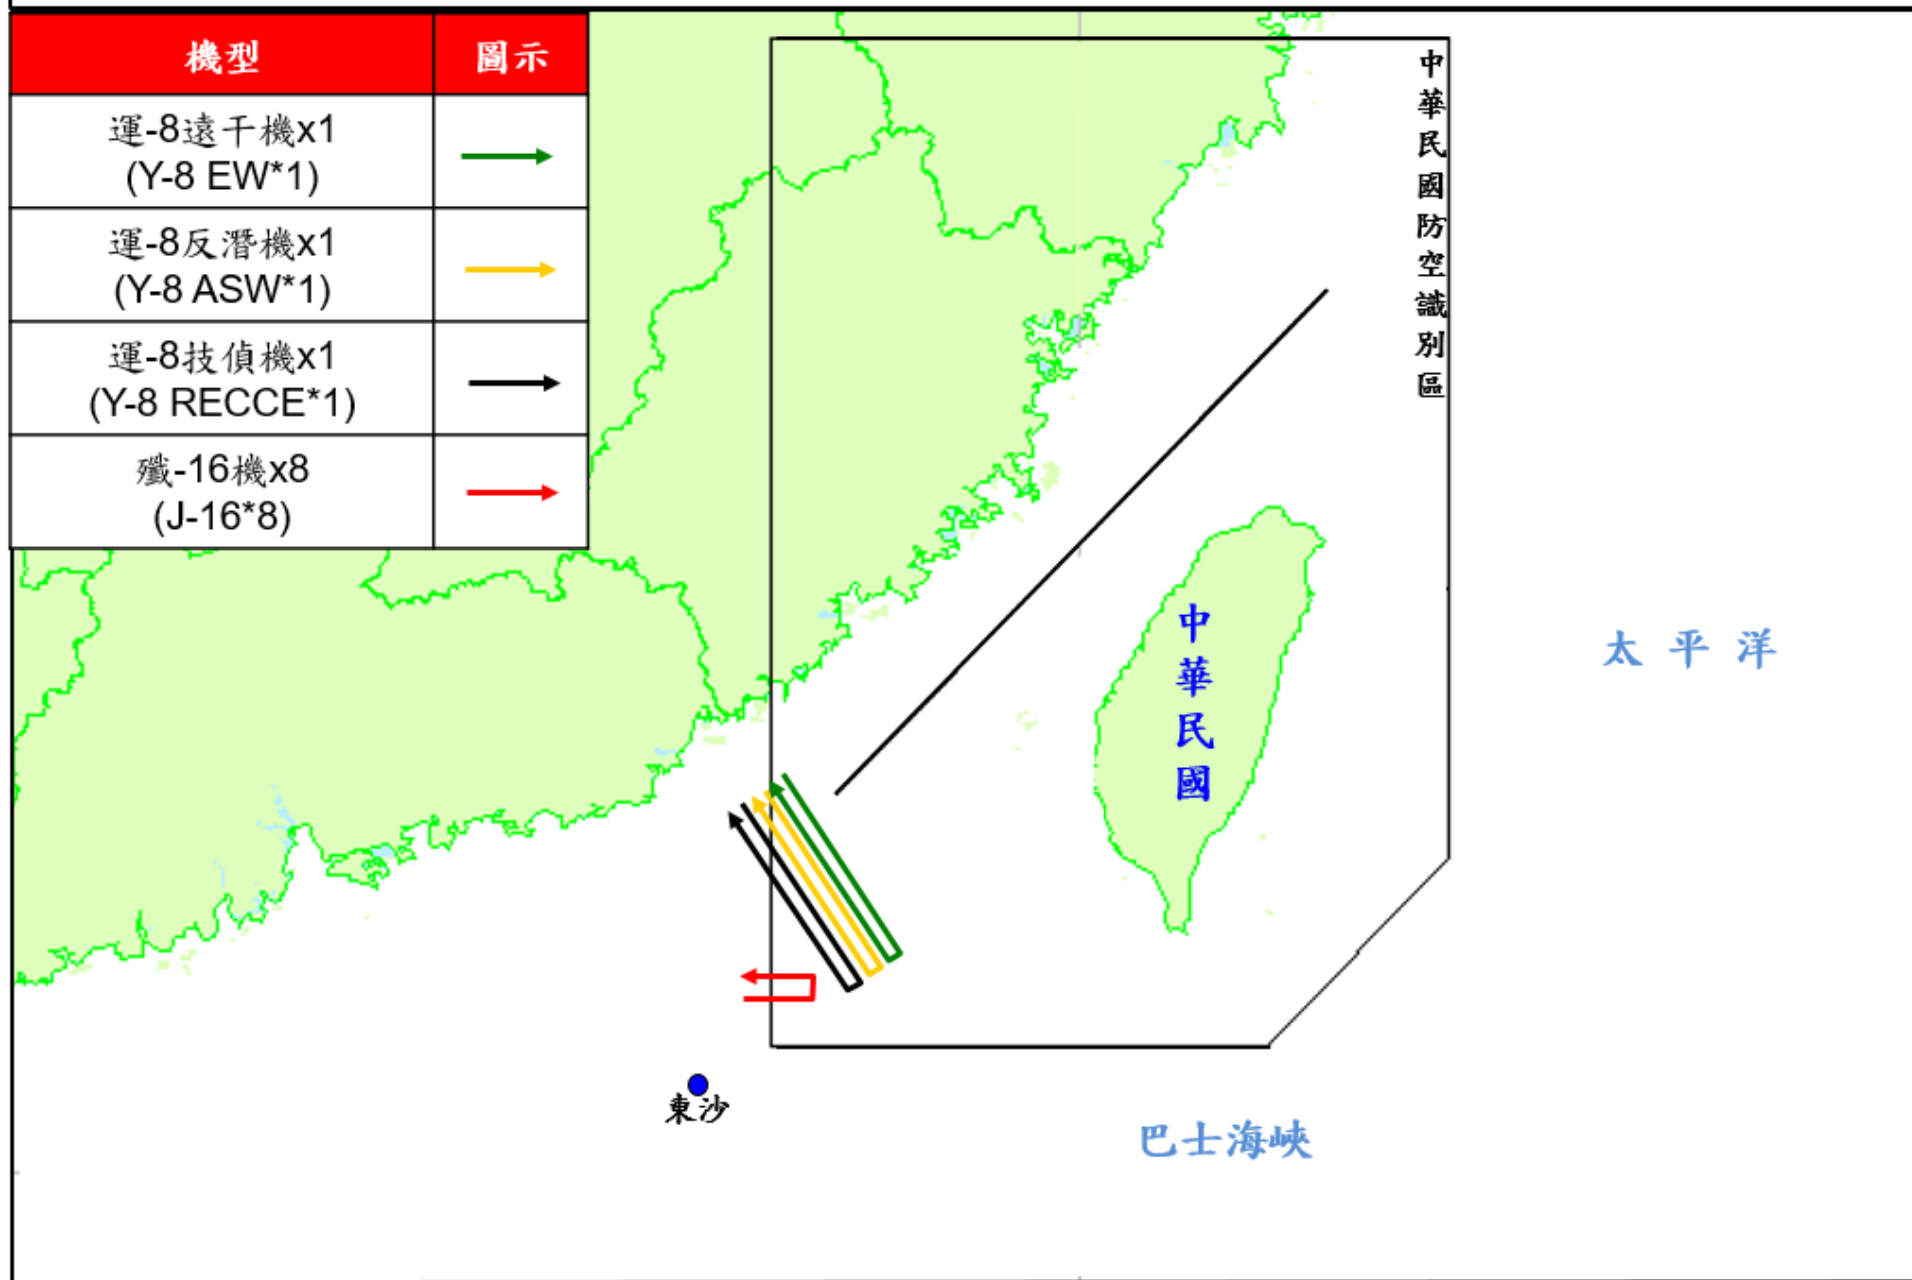 機型 圖示
運-8遠干機x1
(Y-8 EW*1)
運-8反潛機x1
(Y-8 ASW*1)
運-8技偵機x1
(Y-8 RECCE*1)
殲-16機x8
(J-16*8)
中華民國防空識別區
中華民國
太平洋
東沙
巴士海峽